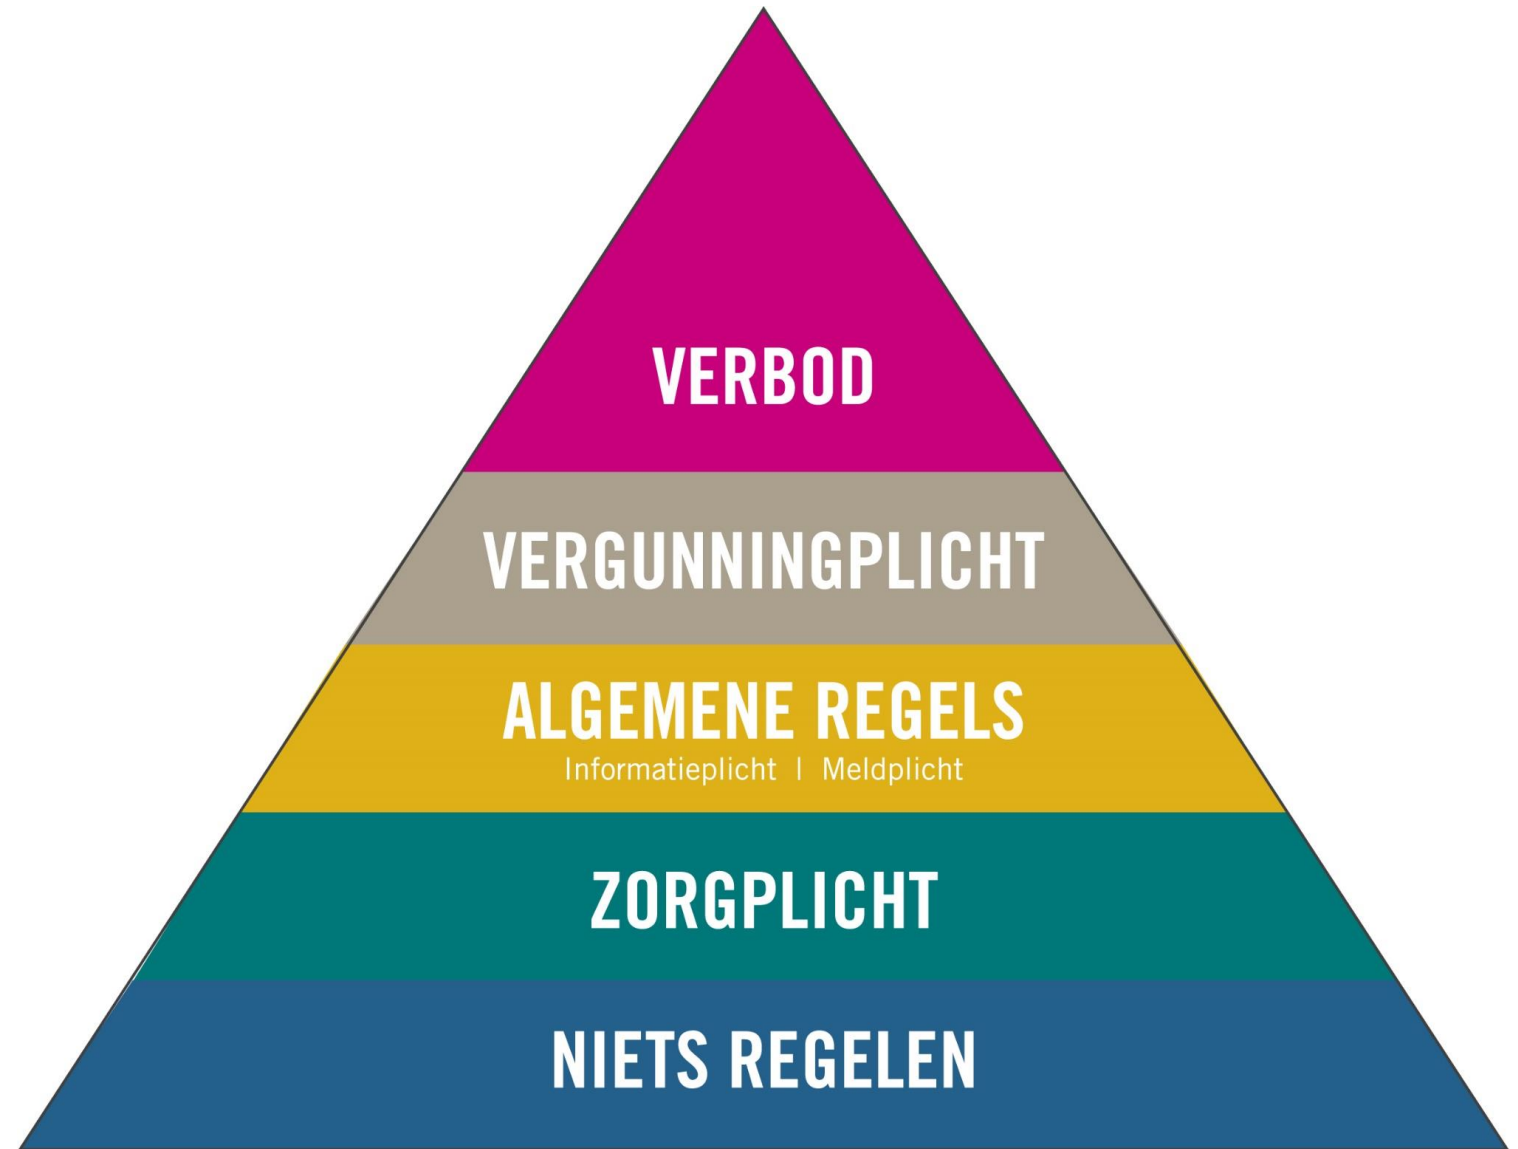 VERBOD
VERGUNNINGPLICHT
ALGEMENE REGELS
Informatieplicht | Meldplicht
ZORGPLICHT
NIETS REGELEN